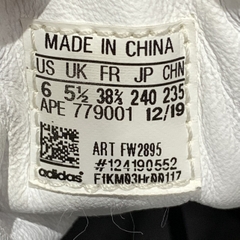 MADE IN CHINA
US UK FR JP CHN
6 5½ 38⅔ 240 235
APE 779001 12/19
ART FW2895
#124190552
adidas F1KM03Hr00117